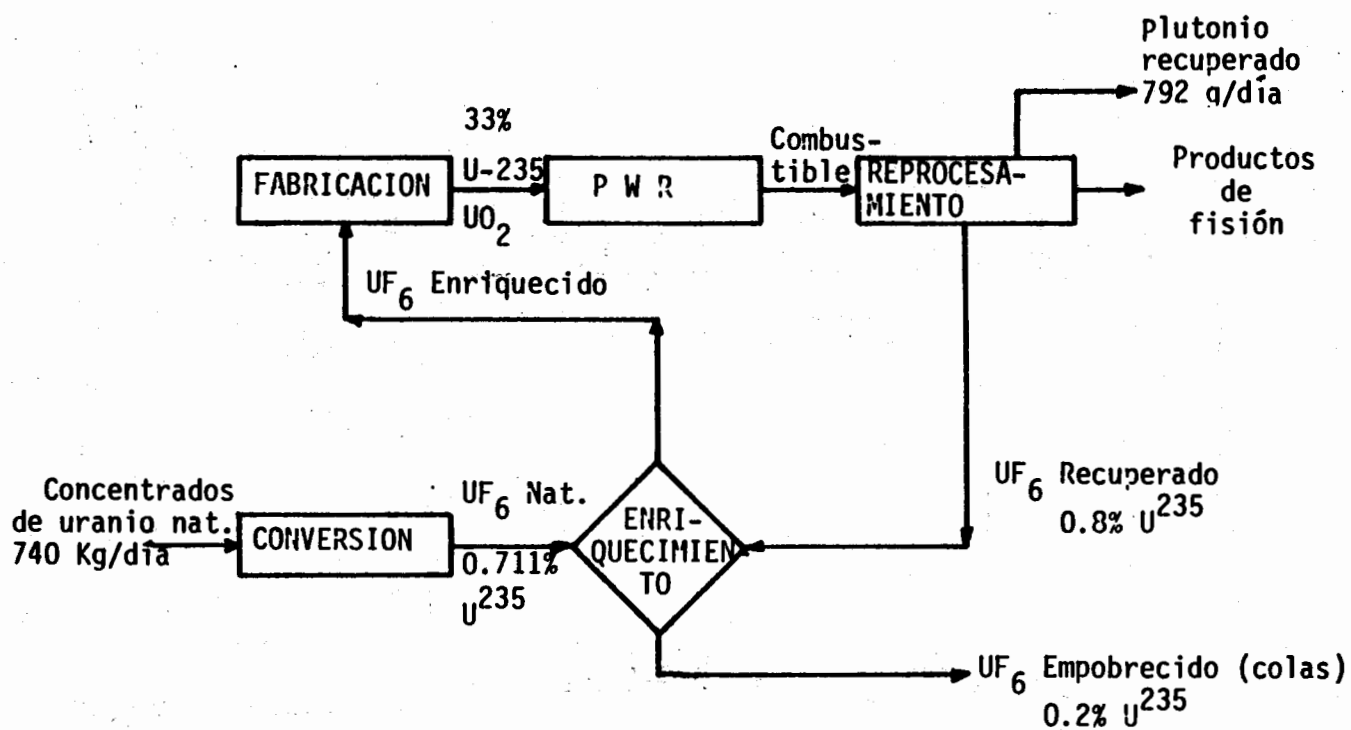 Plutonio
recuperado
792 g/día
33%
U-235
UO2
Combus-
tible
FABRICACION
P W R
REPROCESA-
MIENTO
Productos
de
fisión
UF6 Enriquecido
Concentrados
de uranio nat.
740 Kg/día
CONVERSION
UF6 Nat.
0.711%
U235
ENRI-
QUECIMIEN
TO
UF6 Recuperado
0.8% U235
UF6 Empobrecido (colas)
0.2% U235